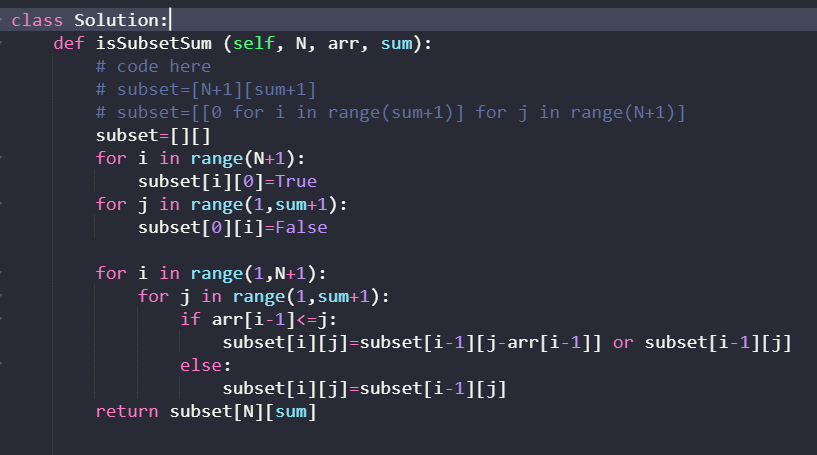 class Solution:
    def isSubsetSum (self, N, arr, sum):
        # code here
        # subset=[N+1][sum+1]
        # subset=[[0 for i in range(sum+1)] for j in range(N+1)]
        subset=[][]
        for i in range(N+1):
            subset[i][0]=True
        for j in range(1,sum+1):
            subset[0][i]=False

        for i in range(1,N+1):
            for j in range(1,sum+1):
                if arr[i-1]<=j:
                    subset[i][j]=subset[i-1][j-arr[i-1]] or subset[i-1][j]
                else:
                    subset[i][j]=subset[i-1][j]
        return subset[N][sum]